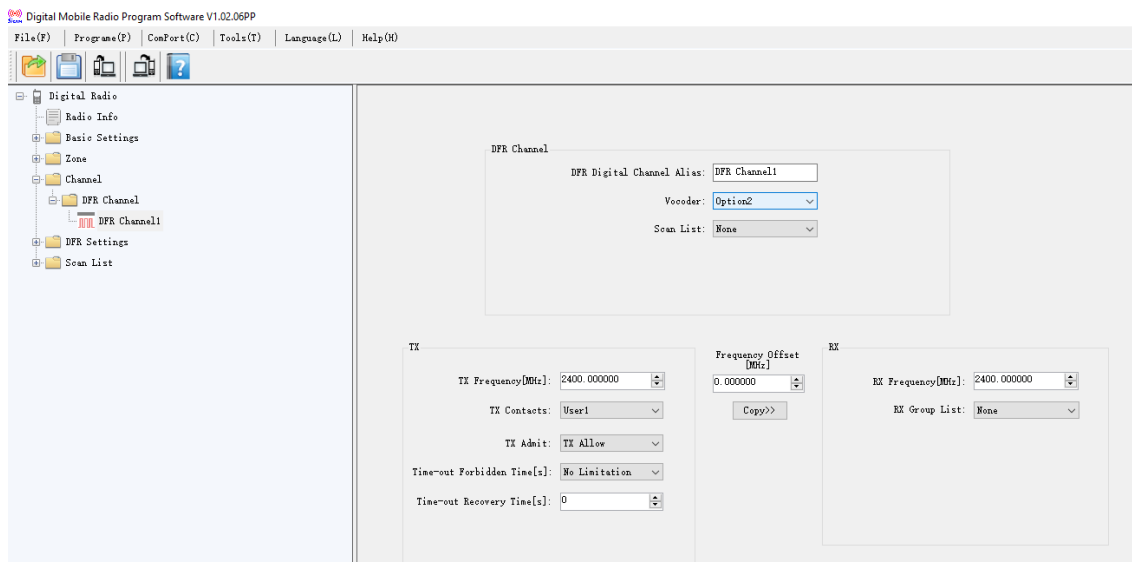 Digital Mobile Radio Program Software V1.02.06PP
File(F) Programe(P) ComPort(C) Tools(T) Language(L) Help(H)
Digital Radio
Radio Info
Basic Settings
Zone
Channel
DFR Channel
DFR Channel1
DFR Settings
Scan List
DFR Channel
DFR Digital Channel Alias: DFR Channel1
Vocoder: Option2
Scan List: None
TX
TX Frequency[MHz]: 2400.000000
TX Contacts: User1
TX Admit: TX Allow
Time-out Forbidden Time[s]: No Limitation
Time-out Recovery Time[s]: 0
Frequency Offset
[MHz]
0.000000
Copy>>
RX
RX Frequency[MHz]: 2400.000000
RX Group List: None